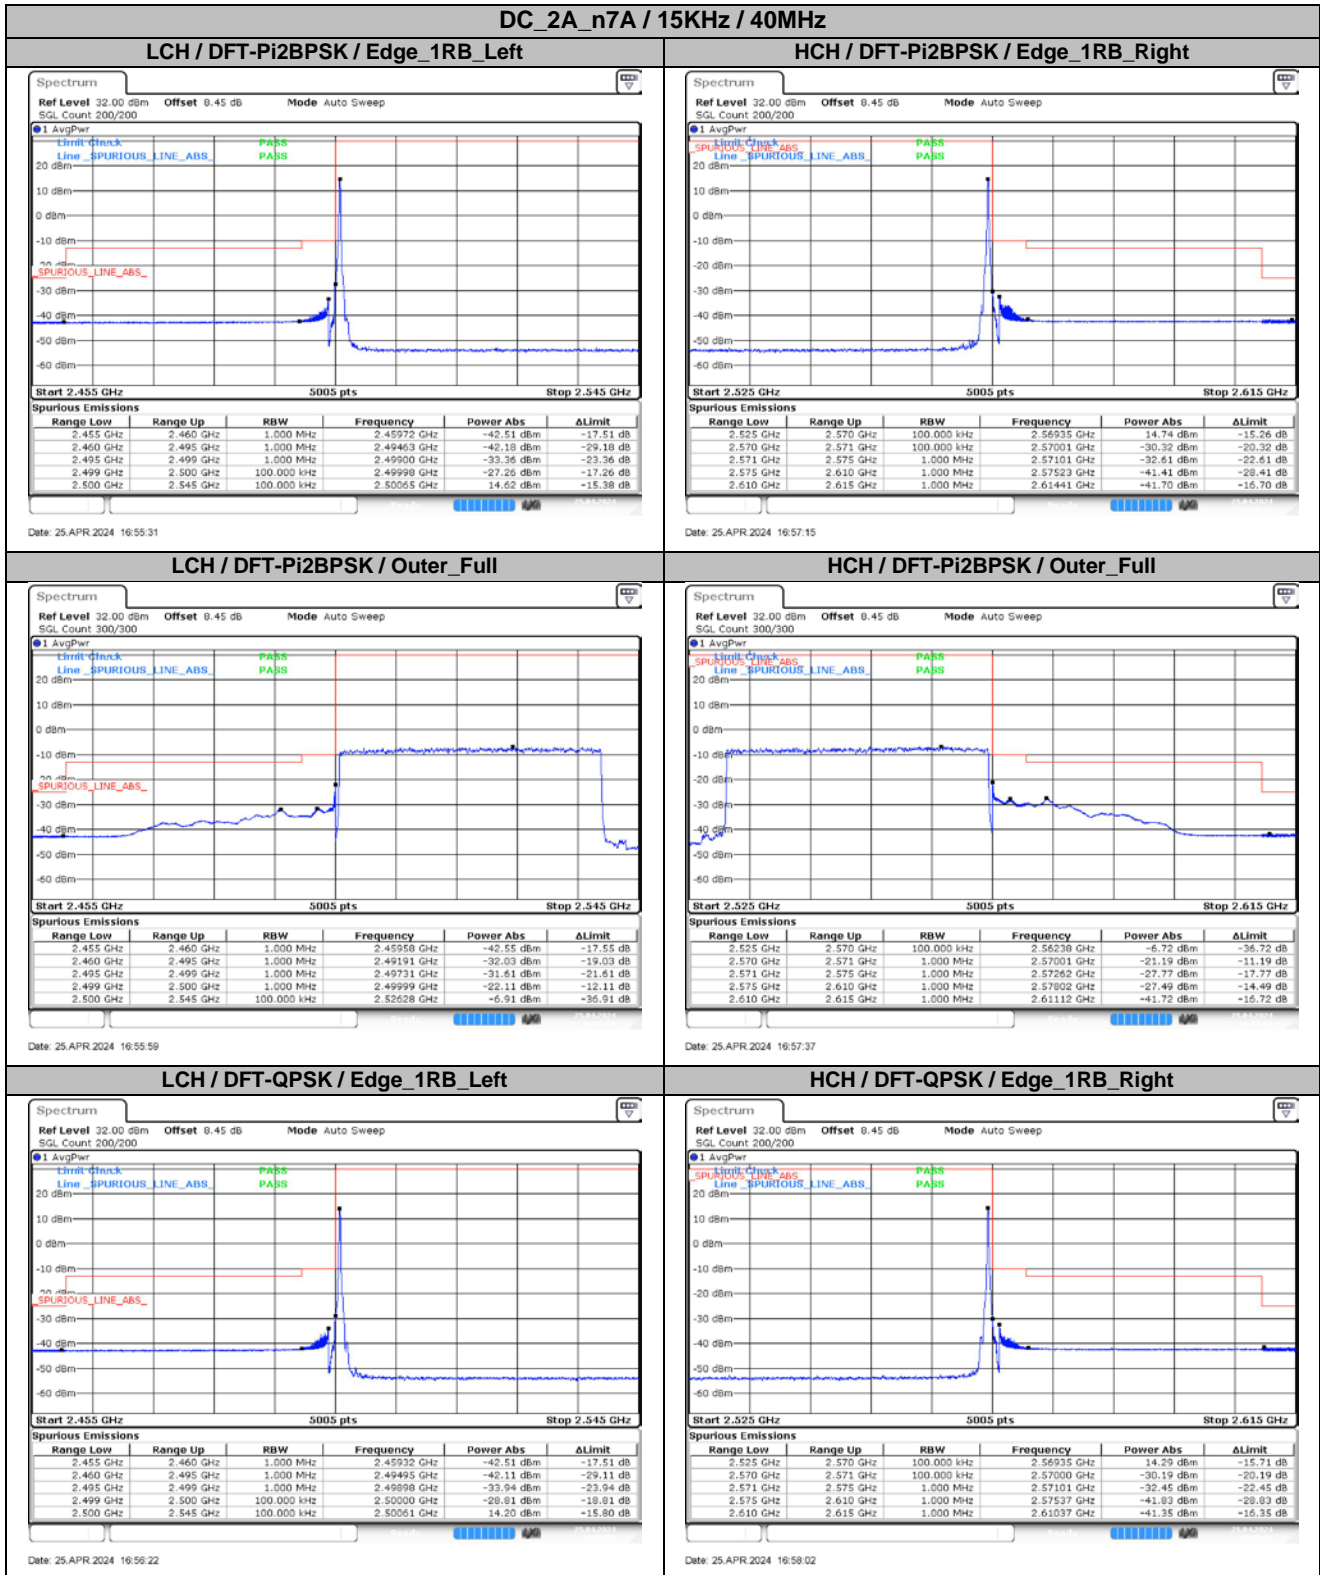 DC_2A_n7A / 15KHz / 40MHz
LCH / DFT-Pi2BPSK / Edge_1RB_Left
Spectrum
Ref Level 32.00 dBm Offset 8.45 dB Mode Auto Sweep
SGL Count 200/200
1 AvgPwr
Limit Check PASS
Line _SPURIOUS_LINE_ABS_ PASS
20 dBm
10 dBm
0 dBm
-10 dBm
-20 dBm
_SPURIOUS_LINE_ABS_
-30 dBm
-40 dBm
-50 dBm
-60 dBm
Start 2.455 GHz 5005 pts Stop 2.545 GHz
Spurious Emissions
Range Low Range Up RBW Frequency Power Abs ΔLimit
2.455 GHz 2.460 GHz 1.000 MHz 2.45972 GHz -42.51 dBm -17.51 dB
2.460 GHz 2.495 GHz 1.000 MHz 2.49463 GHz -42.18 dBm -29.18 dB
2.495 GHz 2.499 GHz 1.000 MHz 2.49900 GHz -33.36 dBm -23.36 dB
2.499 GHz 2.500 GHz 100.000 kHz 2.49998 GHz -27.26 dBm -17.26 dB
2.500 GHz 2.545 GHz 100.000 kHz 2.50065 GHz 14.62 dBm -15.38 dB
Date: 25.APR.2024 16:55:31
HCH / DFT-Pi2BPSK / Edge_1RB_Right
Spectrum
Ref Level 32.00 dBm Offset 8.45 dB Mode Auto Sweep
SGL Count 200/200
1 AvgPwr
Limit Check PASS
_SPURIOUS_LINE_ABS_
Line _SPURIOUS_LINE_ABS_ PASS
20 dBm
10 dBm
0 dBm
-10 dBm
-20 dBm
-30 dBm
-40 dBm
-50 dBm
-60 dBm
Start 2.525 GHz 5005 pts Stop 2.615 GHz
Spurious Emissions
Range Low Range Up RBW Frequency Power Abs ΔLimit
2.525 GHz 2.570 GHz 100.000 kHz 2.56935 GHz 14.74 dBm -15.26 dB
2.570 GHz 2.571 GHz 100.000 kHz 2.57001 GHz -30.32 dBm -20.32 dB
2.571 GHz 2.575 GHz 1.000 MHz 2.57101 GHz -32.61 dBm -22.61 dB
2.575 GHz 2.610 GHz 1.000 MHz 2.57523 GHz -41.41 dBm -28.41 dB
2.610 GHz 2.615 GHz 1.000 MHz 2.61441 GHz -41.70 dBm -16.70 dB
Date: 25.APR.2024 16:57:15
LCH / DFT-Pi2BPSK / Outer_Full
Spectrum
Ref Level 32.00 dBm Offset 8.45 dB Mode Auto Sweep
SGL Count 300/300
1 AvgPwr
Limit Check PASS
Line _SPURIOUS_LINE_ABS_ PASS
20 dBm
10 dBm
0 dBm
-10 dBm
-20 dBm
_SPURIOUS_LINE_ABS_
-30 dBm
-40 dBm
-50 dBm
-60 dBm
Start 2.455 GHz 5005 pts Stop 2.545 GHz
Spurious Emissions
Range Low Range Up RBW Frequency Power Abs ΔLimit
2.455 GHz 2.460 GHz 1.000 MHz 2.45958 GHz -42.55 dBm -17.55 dB
2.460 GHz 2.495 GHz 1.000 MHz 2.49191 GHz -32.03 dBm -19.03 dB
2.495 GHz 2.499 GHz 1.000 MHz 2.49731 GHz -31.61 dBm -21.61 dB
2.499 GHz 2.500 GHz 1.000 MHz 2.49999 GHz -22.11 dBm -12.11 dB
2.500 GHz 2.545 GHz 100.000 kHz 2.52628 GHz -6.91 dBm -36.91 dB
Date: 25.APR.2024 16:55:59
HCH / DFT-Pi2BPSK / Outer_Full
Spectrum
Ref Level 32.00 dBm Offset 8.45 dB Mode Auto Sweep
SGL Count 300/300
1 AvgPwr
Limit Check PASS
_SPURIOUS_LINE_ABS_
Line _SPURIOUS_LINE_ABS_ PASS
20 dBm
10 dBm
0 dBm
-10 dBm
-20 dBm
-30 dBm
-40 dBm
-50 dBm
-60 dBm
Start 2.525 GHz 5005 pts Stop 2.615 GHz
Spurious Emissions
Range Low Range Up RBW Frequency Power Abs ΔLimit
2.525 GHz 2.570 GHz 100.000 kHz 2.56238 GHz -6.72 dBm -36.72 dB
2.570 GHz 2.571 GHz 1.000 MHz 2.57001 GHz -21.19 dBm -11.19 dB
2.571 GHz 2.575 GHz 1.000 MHz 2.57262 GHz -27.77 dBm -17.77 dB
2.575 GHz 2.610 GHz 1.000 MHz 2.57802 GHz -27.49 dBm -14.49 dB
2.610 GHz 2.615 GHz 1.000 MHz 2.61112 GHz -41.72 dBm -16.72 dB
Date: 25.APR.2024 16:57:37
LCH / DFT-QPSK / Edge_1RB_Left
Spectrum
Ref Level 32.00 dBm Offset 8.45 dB Mode Auto Sweep
SGL Count 200/200
1 AvgPwr
Limit Check PASS
Line _SPURIOUS_LINE_ABS_ PASS
20 dBm
10 dBm
0 dBm
-10 dBm
-20 dBm
_SPURIOUS_LINE_ABS_
-30 dBm
-40 dBm
-50 dBm
-60 dBm
Start 2.455 GHz 5005 pts Stop 2.545 GHz
Spurious Emissions
Range Low Range Up RBW Frequency Power Abs ΔLimit
2.455 GHz 2.460 GHz 1.000 MHz 2.45932 GHz -42.51 dBm -17.51 dB
2.460 GHz 2.495 GHz 1.000 MHz 2.49495 GHz -42.11 dBm -29.11 dB
2.495 GHz 2.499 GHz 1.000 MHz 2.49898 GHz -33.94 dBm -23.94 dB
2.499 GHz 2.500 GHz 100.000 kHz 2.50000 GHz -28.81 dBm -18.81 dB
2.500 GHz 2.545 GHz 100.000 kHz 2.50061 GHz 14.20 dBm -15.80 dB
Date: 25.APR.2024 16:56:22
HCH / DFT-QPSK / Edge_1RB_Right
Spectrum
Ref Level 32.00 dBm Offset 8.45 dB Mode Auto Sweep
SGL Count 200/200
1 AvgPwr
Limit Check PASS
_SPURIOUS_LINE_ABS_
Line _SPURIOUS_LINE_ABS_ PASS
20 dBm
10 dBm
0 dBm
-10 dBm
-20 dBm
-30 dBm
-40 dBm
-50 dBm
-60 dBm
Start 2.525 GHz 5005 pts Stop 2.615 GHz
Spurious Emissions
Range Low Range Up RBW Frequency Power Abs ΔLimit
2.525 GHz 2.570 GHz 100.000 kHz 2.56935 GHz 14.29 dBm -15.71 dB
2.570 GHz 2.571 GHz 100.000 kHz 2.57000 GHz -30.19 dBm -20.19 dB
2.571 GHz 2.575 GHz 1.000 MHz 2.57101 GHz -32.45 dBm -22.45 dB
2.575 GHz 2.610 GHz 1.000 MHz 2.57537 GHz -41.83 dBm -28.83 dB
2.610 GHz 2.615 GHz 1.000 MHz 2.61037 GHz -41.35 dBm -16.35 dB
Date: 25.APR.2024 16:58:02